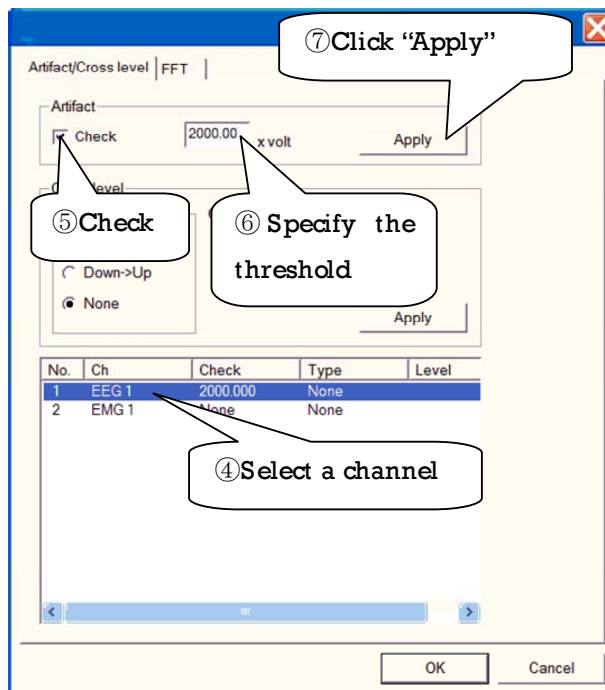 ⑦Click “Apply”
Artifact/Cross level FFT
Artifact
Check 2000.00 x volt Apply
level
⑤Check
⑥ Specify the
threshold
Down->Up
None
Apply
No. Ch Check Type Level
1 EEG 1 2000.000 None
2 EMG 1 None None
④Select a channel
OK Cancel